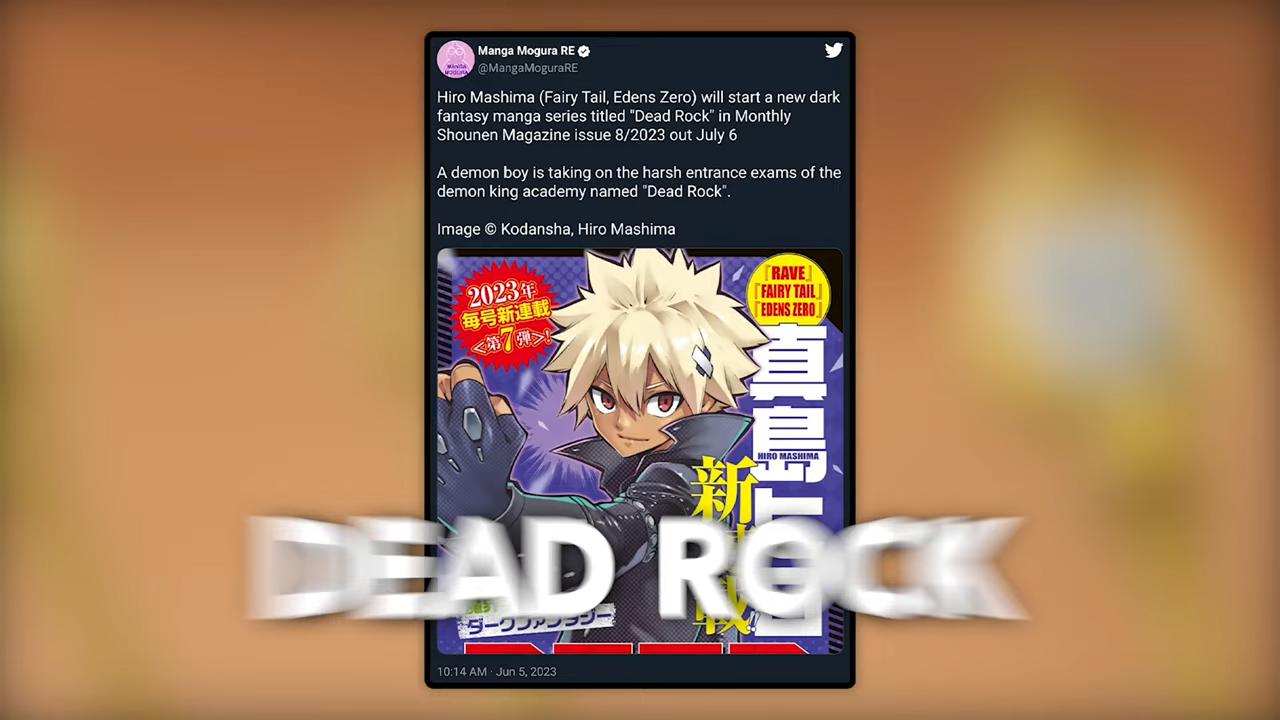 Manga Mogura RE
@MangaMoguraRE
Hiro Mashima (Fairy Tail, Edens Zero) will start a new dark
fantasy manga series titled "Dead Rock" in Monthly
Shounen Magazine issue 8/2023 out July 6
A demon boy is taking on the harsh entrance exams of the
demon king academy named "Dead Rock".
Image © Kodansha, Hiro Mashima
2023年
毎号新連載
<第7弾>!
『RAVE』
『FAIRY TAIL』
『EDENS ZERO』
真島
HIRO MASHIMA
新
載!!
DEAD ROCK
ダークファンタジー
10:14 AM · Jun 5, 2023